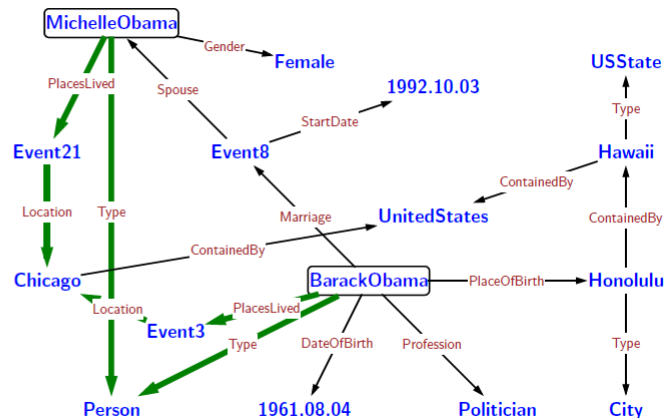 MichelleObama
Gender
Female
USState
PlacesLived
Spouse
1992.10.03
Type
StartDate
Event21
Event8
Hawaii
ContainedBy
Location
Type
Marriage
UnitedStates
ContainedBy
ContainedBy
Chicago
BarackObama
PlaceOfBirth
Honolulu
Location
PlacesLived
Event3
Type
DateOfBirth
Profession
Type
Person
1961.08.04
Politician
City